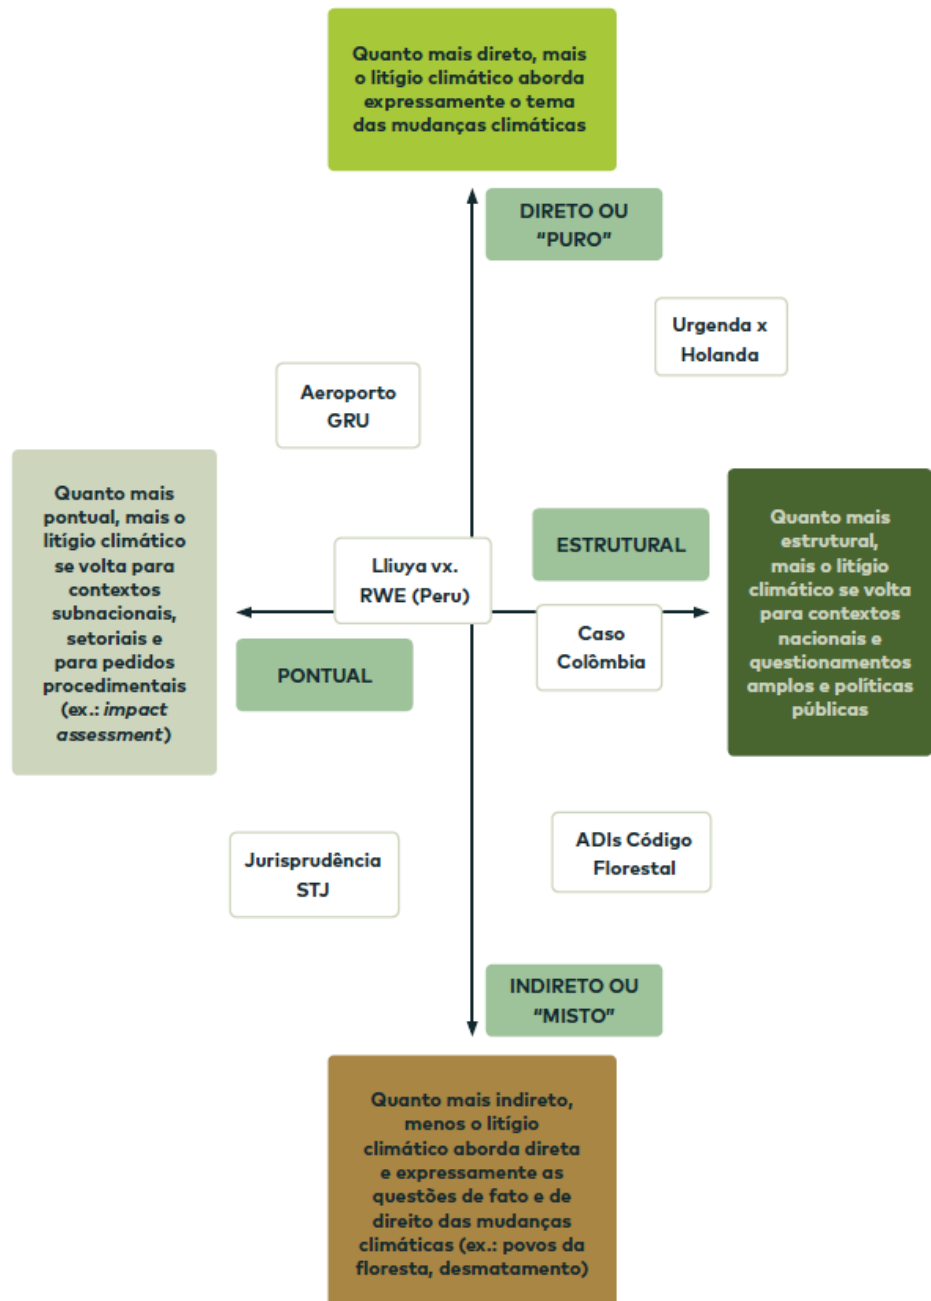 Quanto mais direto, mais
o litígio climático aborda
expressamente o tema
das mudanças climáticas
DIRETO OU
“PURO”
Urgenda x
Holanda
Aeroporto
GRU
Quanto mais
pontual, mais o
litígio climático
se volta para
contextos
subnacionais,
setoriais e
para pedidos
procedimentais
(ex.: impact
assessment)
Lliuya vx.
RWE (Peru)
PONTUAL
ESTRUTURAL
Caso
Colômbia
Quanto mais
estrutural,
mais o litígio
climático se volta
para contextos
nacionais e
questionamentos
amplos e políticas
públicas
Jurisprudência
STJ
ADIs Código
Florestal
INDIRETO OU
“MISTO”
Quanto mais indireto,
menos o litígio
climático aborda direta
e expressamente as
questões de fato e de
direito das mudanças
climáticas (ex.: povos da
floresta, desmatamento)